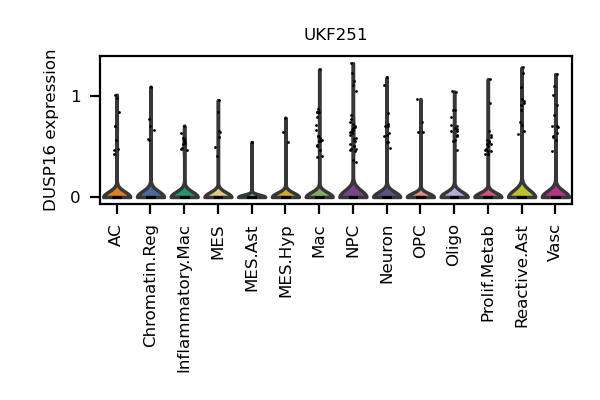 UKF251
DUSP16 expression
1
0
AC
Chromatin.Reg
Inflammatory.Mac
MES
MES.Ast
MES.Hyp
Mac
NPC
Neuron
OPC
Oligo
Prolif.Metab
Reactive.Ast
Vasc